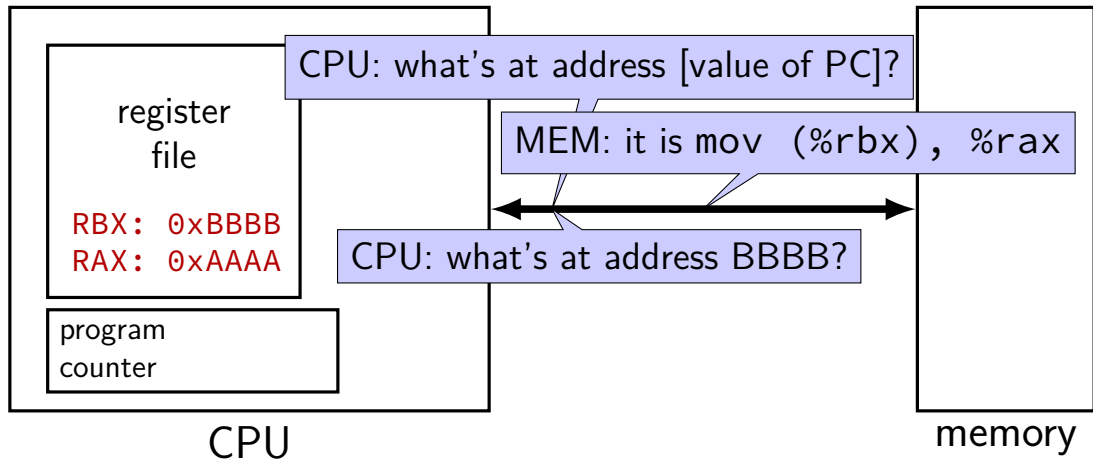 CPU: what's at address [value of PC]?
register
file
MEM: it is mov (%rbx), %rax
RBX: 0xBBBB
RAX: 0xAAAA
CPU: what's at address BBBB?
program
counter
CPU
memory